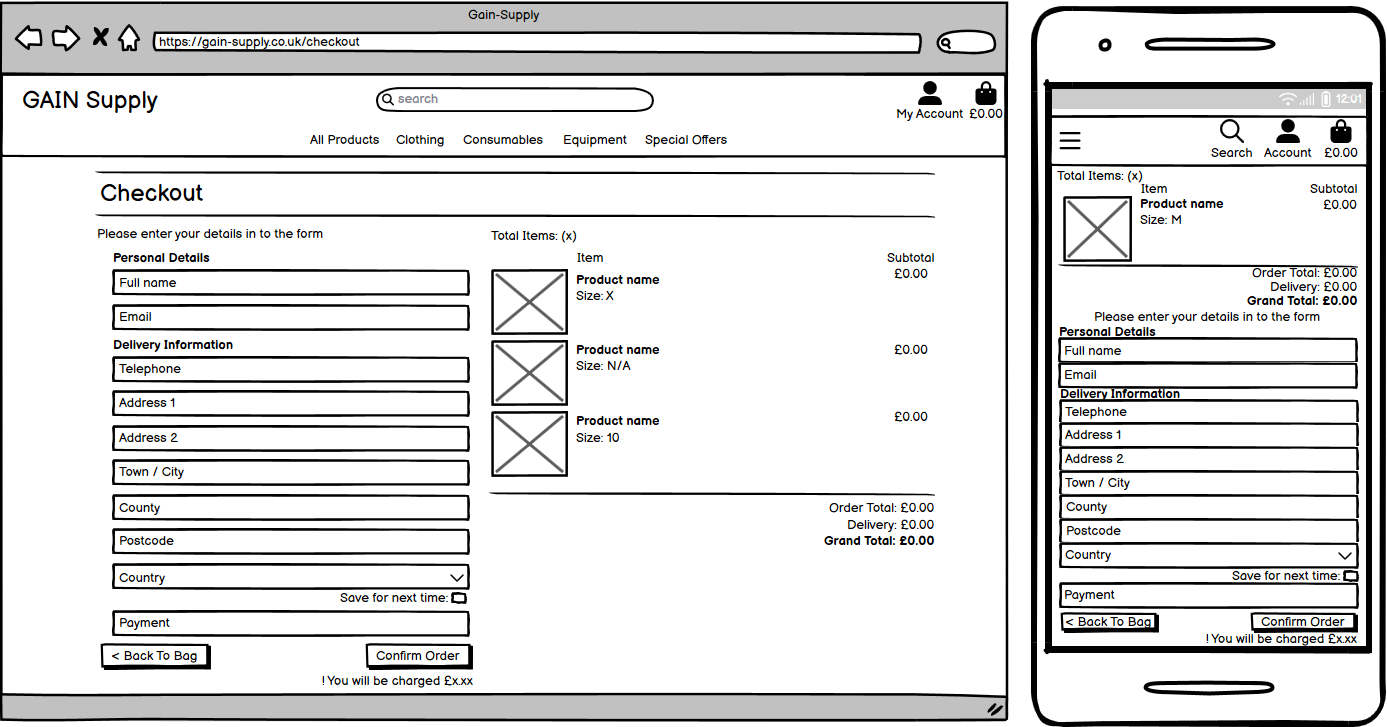 Gain-Supply
https://gain-supply.co.uk/checkout
GAIN Supply
search
My Account £0.00
All Products Clothing Consumables Equipment Special Offers
Checkout
Please enter your details in to the form
Personal Details
Full name
Email
Delivery Information
Telephone
Address 1
Address 2
Town / City
County
Postcode
Country
Save for next time:
Payment
< Back To Bag Confirm Order
! You will be charged £x.xx
Total Items: (x)
Item Subtotal
Product name £0.00
Size: X
Product name £0.00
Size: N/A
Product name £0.00
Size: 10
Order Total: £0.00
Delivery: £0.00
Grand Total: £0.00
12:01
Search Account £0.00
Total Items: (x)
Item Subtotal
Product name £0.00
Size: M
Order Total: £0.00
Delivery: £0.00
Grand Total: £0.00
Please enter your details in to the form
Personal Details
Full name
Email
Delivery Information
Telephone
Address 1
Address 2
Town / City
County
Postcode
Country
Save for next time:
Payment
< Back To Bag Confirm Order
! You will be charged £x.xx